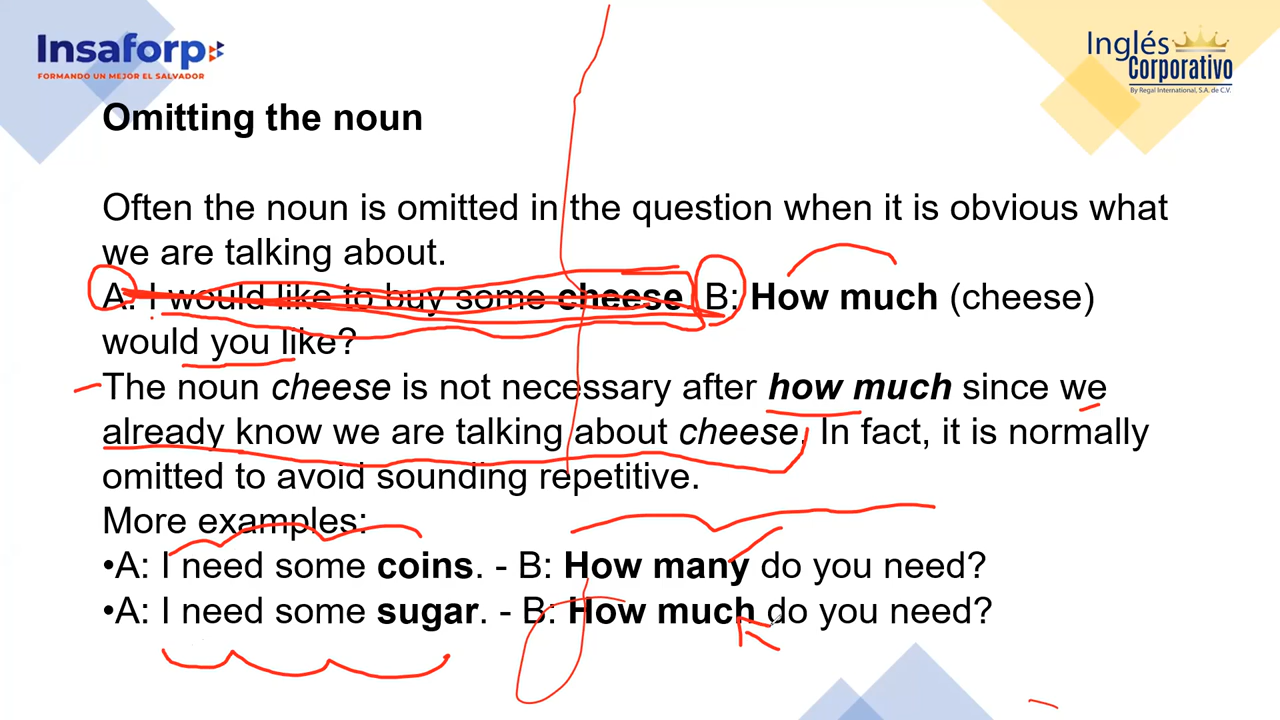 Insaforp
FORMANDO UN MEJOR EL SALVADOR
Inglés
Corporativo
By Regal International, S.A. de C.V.
Omitting the noun
Often the noun is omitted in the question when it is obvious what
we are talking about.
A: I would like to buy some cheese. B: How much (cheese)
would you like?
The noun cheese is not necessary after how much since we
already know we are talking about cheese. In fact, it is normally
omitted to avoid sounding repetitive.
More examples:
•A: I need some coins. - B: How many do you need?
•A: I need some sugar. - B: How much do you need?